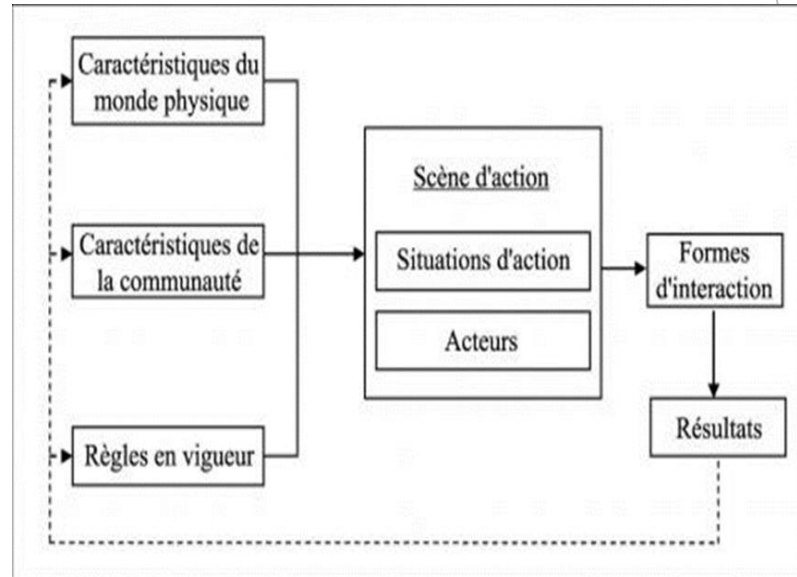 Caractéristiques du
monde physique
Caractéristiques de
la communauté
Règles en vigueur
Scène d'action
Situations d'action
Acteurs
Formes
d'interaction
Résultats